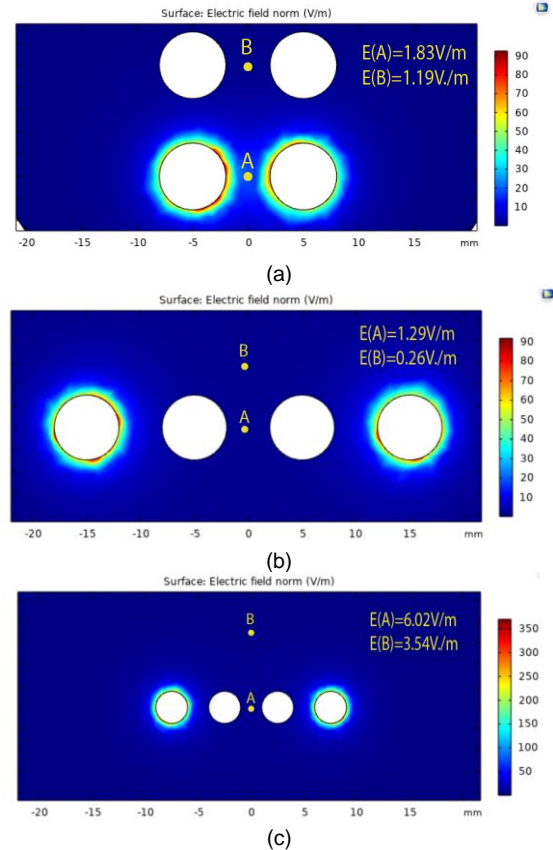 Surface: Electric field norm (V/m)
B
E(A)=1.83V/m
E(B)=1.19V./m
A
90
80
70
60
50
40
30
20
10
-20 -15 -10 -5 0 5 10 15 mm
(a)
Surface: Electric field norm (V/m)
B
E(A)=1.29V/m
E(B)=0.26V./m
A
90
80
70
60
50
40
30
20
10
-20 -15 -10 -5 0 5 10 15 mm
(b)
Surface: Electric field norm (V/m)
B
E(A)=6.02V/m
E(B)=3.54V./m
A
350
300
250
200
150
100
50
-20 -15 -10 -5 0 5 10 15 mm
(c)